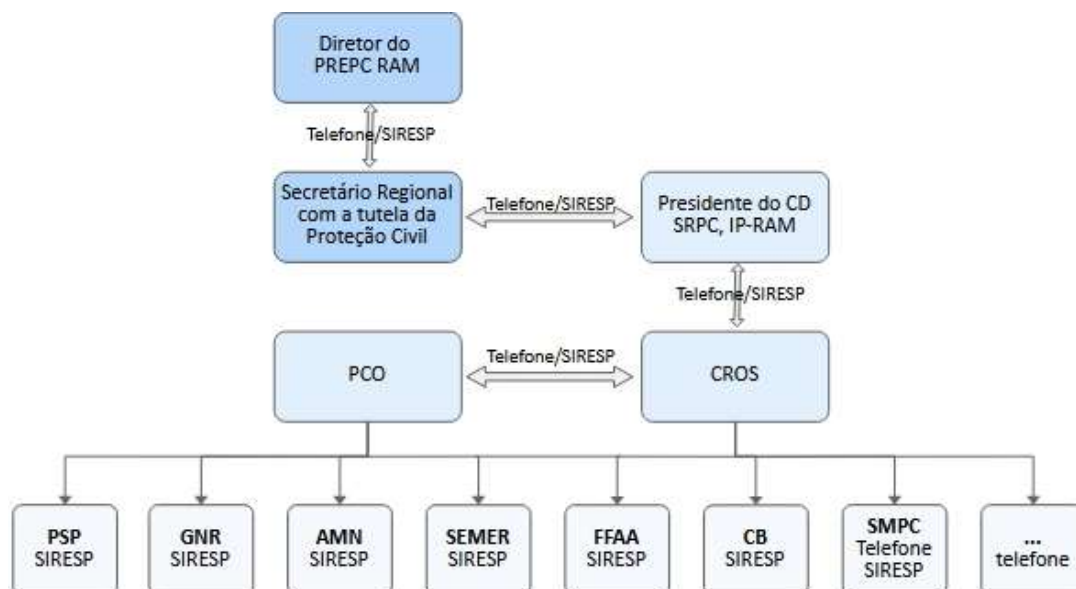 Diretor do
PREPC RAM
Telefone/SIRESP
Secretário Regional
com a tutela da
Proteção Civil
Telefone/SIRESP
Presidente do CD
SRPC, IP-RAM
Telefone/SIRESP
PCO
Telefone/SIRESP
CROS
PSP
SIRESP
GNR
SIRESP
AMN
SIRESP
SEMER
SIRESP
FFAA
SIRESP
CB
SIRESP
SMPC
Telefone
SIRESP
...
telefone